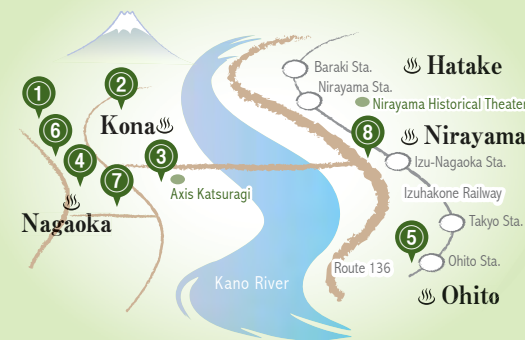 Baraki Sta.
Hatake
Nirayama Sta.
1
2
Nirayama Historical Theater
Kona
6
8
Nirayama
4
3
Izu-Nagaoka Sta.
7
Axis Katsuragi
Izuhakone Railway
Nagaoka
Takyo Sta.
5
Ohito Sta.
Route 136
Kano River
Ohito